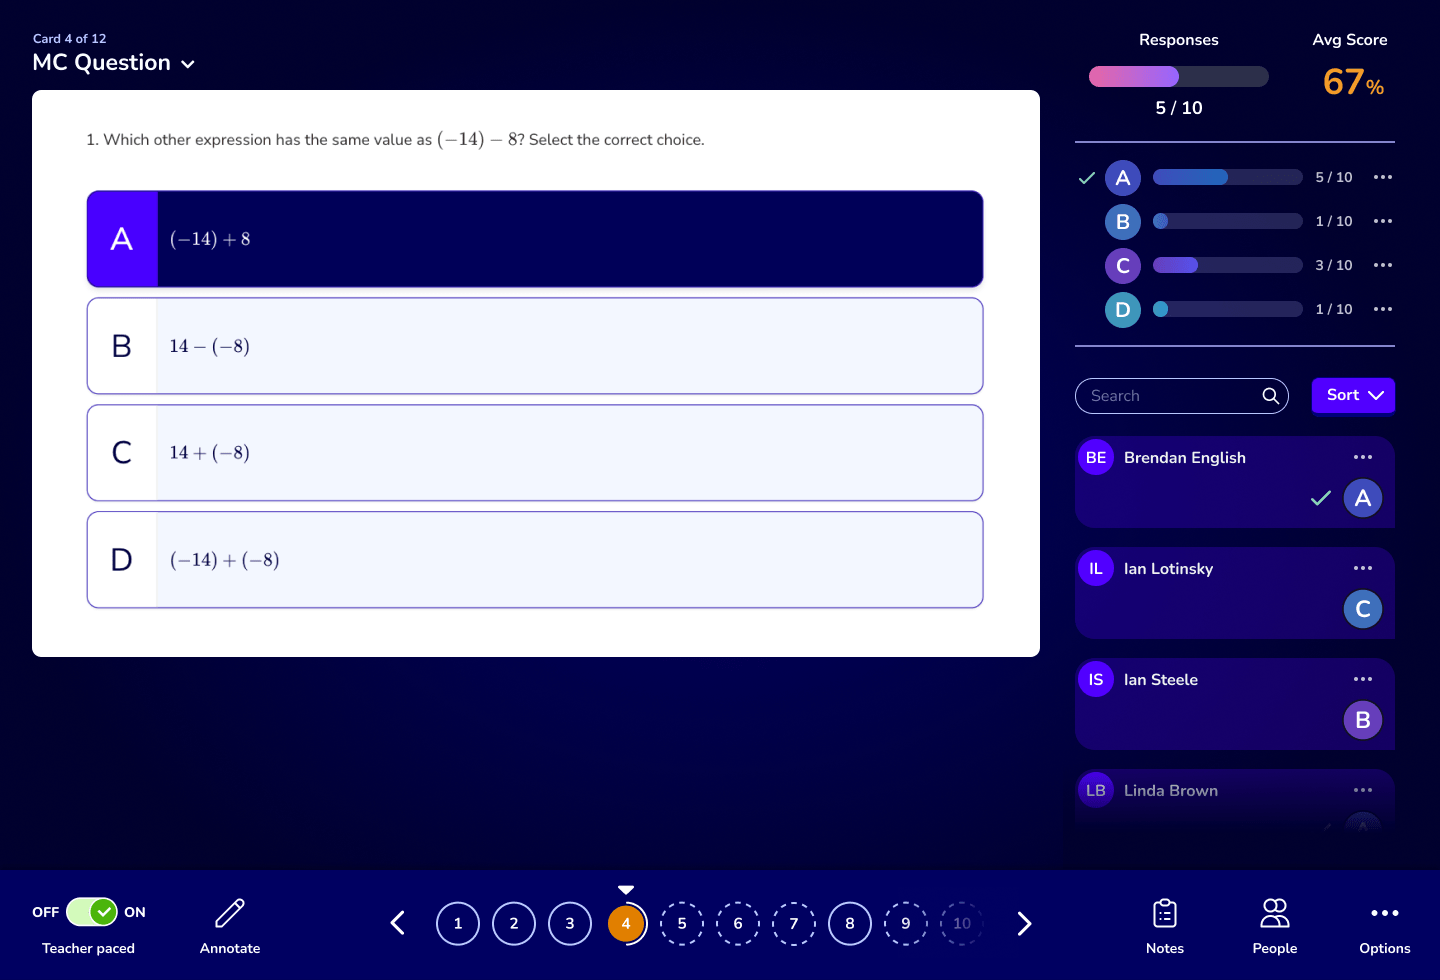 Card 4 of 12
MC Question
1. Which other expression has the same value as (−14) − 8? Select the correct choice.
A
(−14) + 8
B
14 − (−8)
C
14 + (−8)
D
(−14) + (−8)
Responses
5 / 10
Avg Score
67%
A 5 / 10
B 1 / 10
C 3 / 10
D 1 / 10
Search
Sort
BE Brendan English
A
IL Ian Lotinsky
C
IS Ian Steele
B
LB Linda Brown
A
OFF ON
Teacher paced
Annotate
1 2 3 4 5 6 7 8 9 10
Notes
People
Options